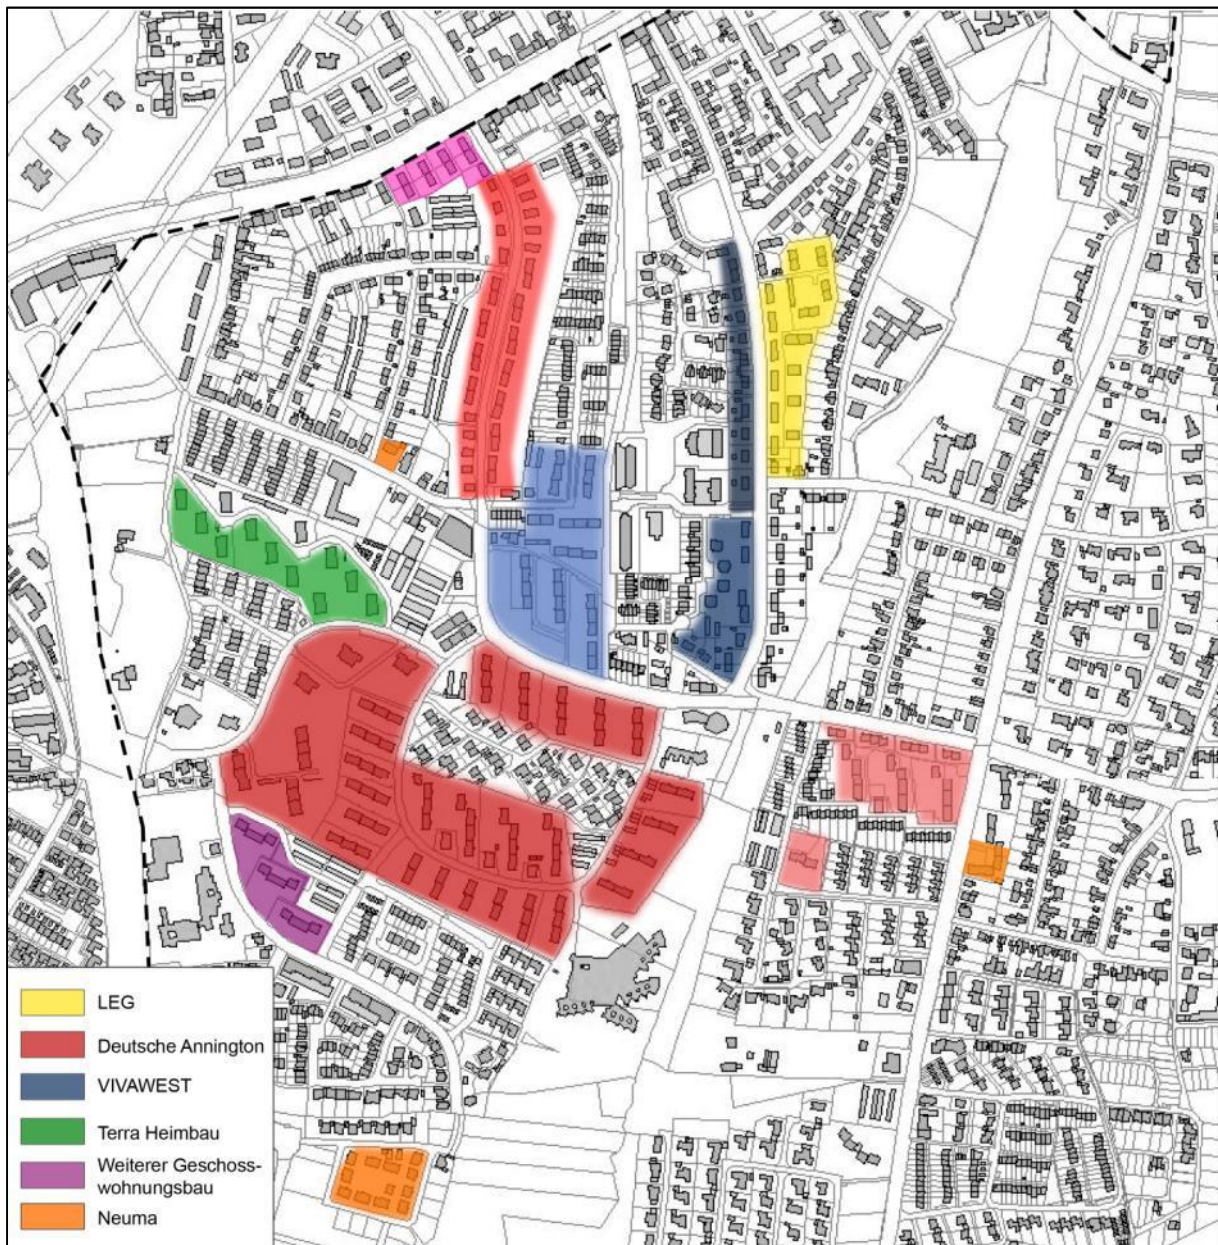 LEG
Deutsche Annington
VIVAWEST
Terra Heimbau
Weiterer Geschoss-
wohnungsbau
Neuma